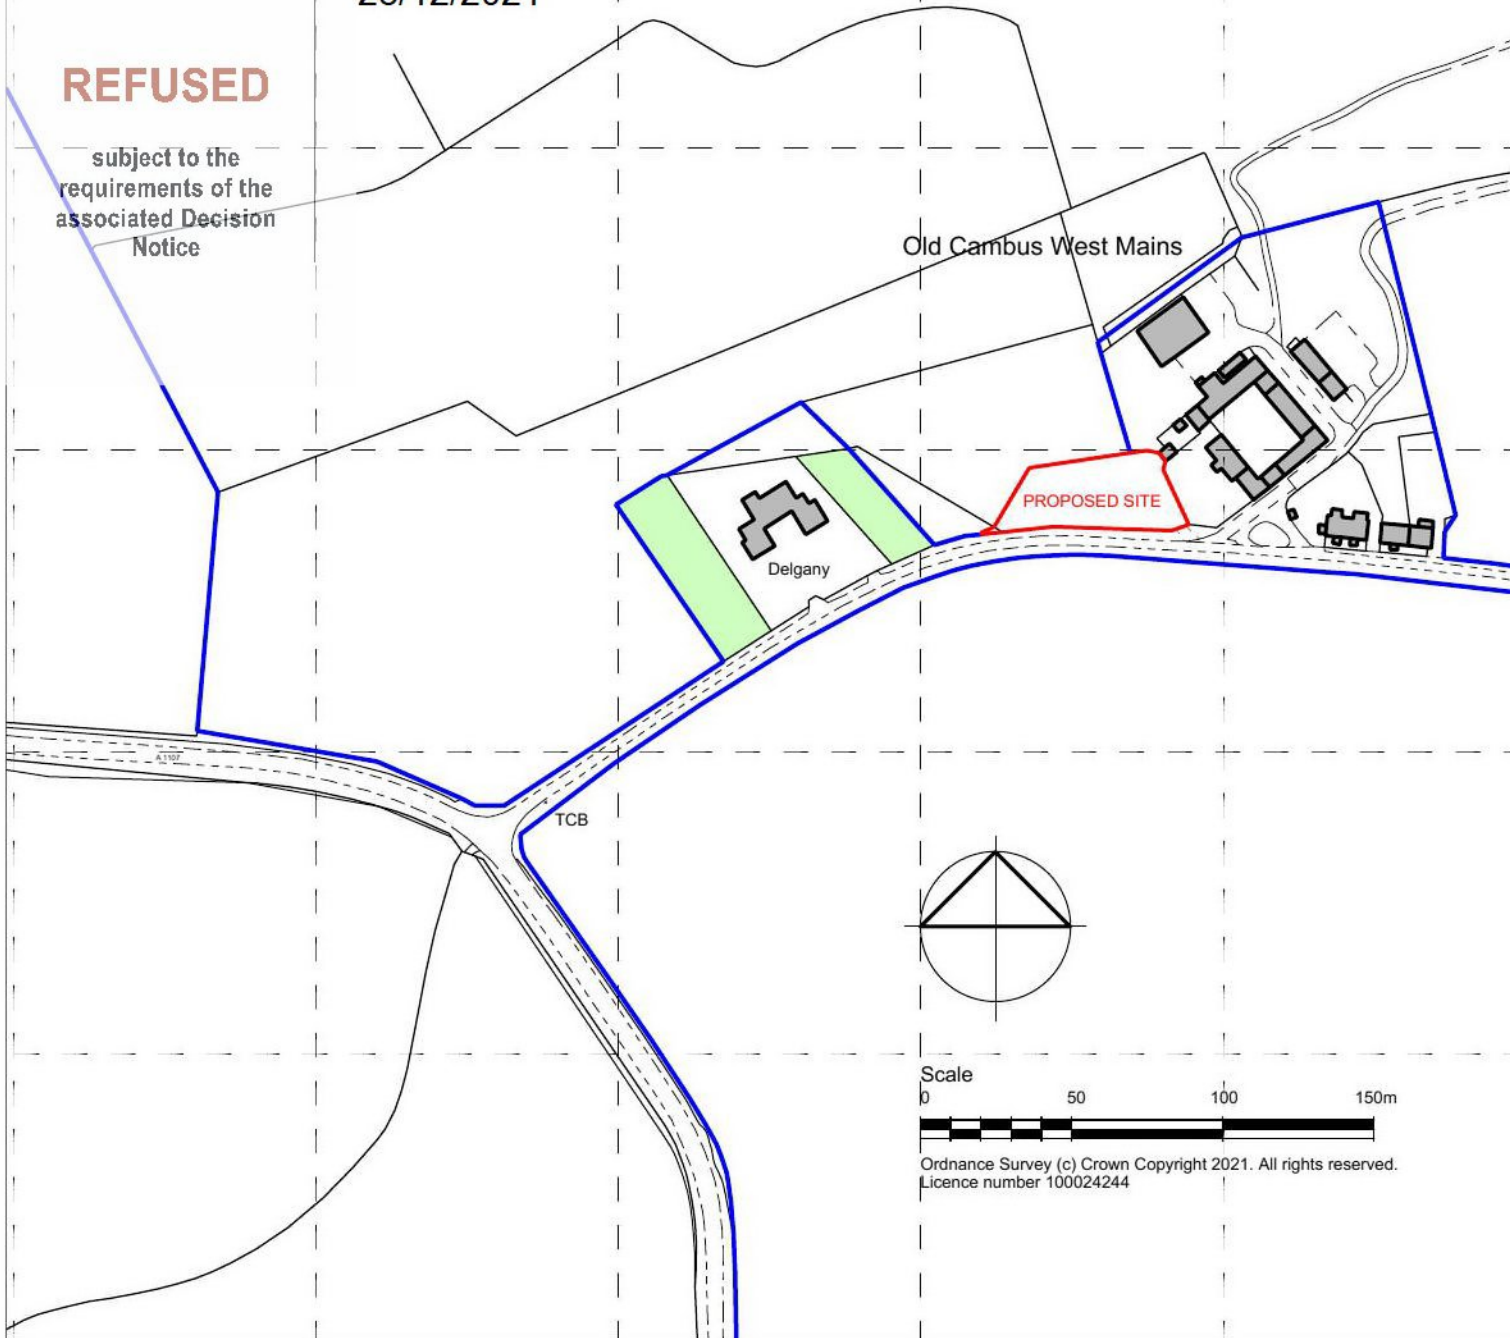 REFUSED
subject to the
requirements of the
associated Decision
Notice
Old Cambus West Mains
PROPOSED SITE
Delgany
A 1107
TCB
Scale
0 50 100 150m
Ordnance Survey (c) Crown Copyright 2021. All rights reserved.
Licence number 100024244